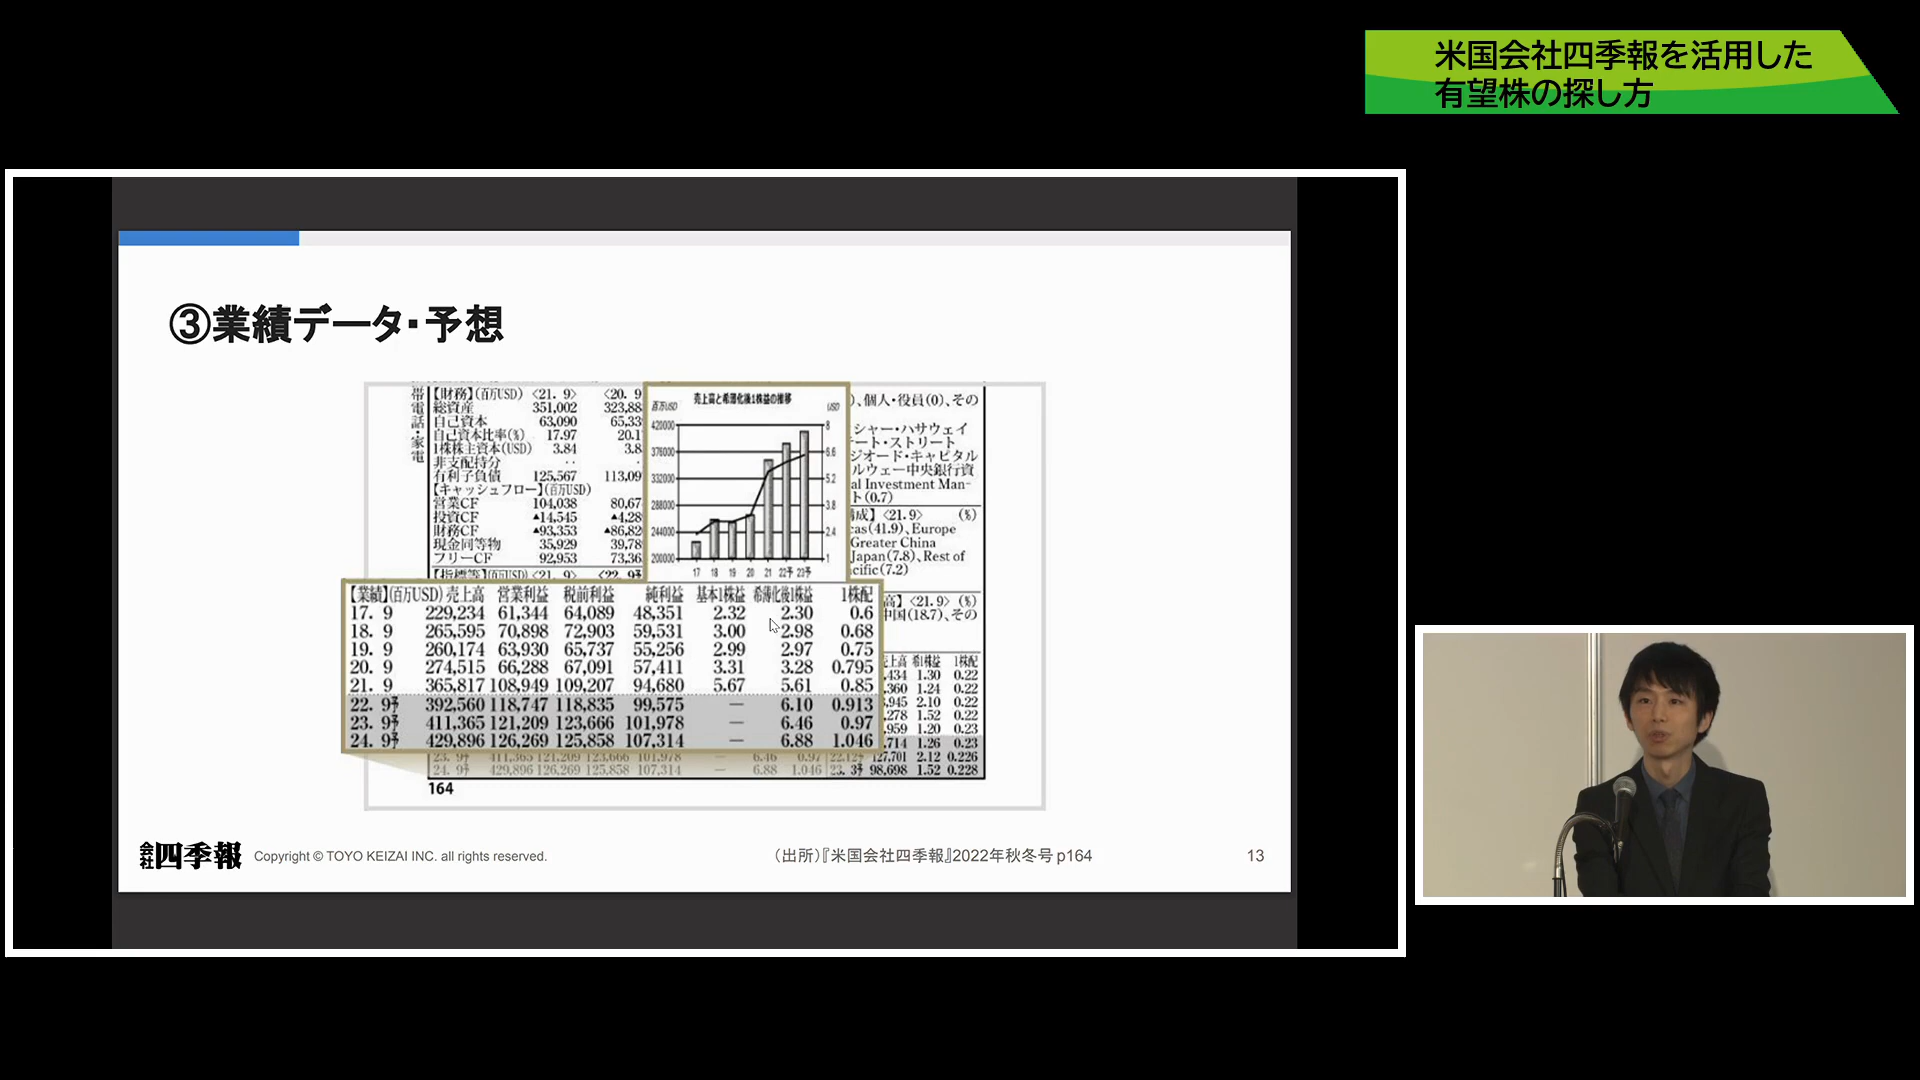 米国会社四季報を活用した
有望株の探し方
③業績データ・予想
帯電話・家電
【財務】(百万USD) 〈21. 9〉 〈20. 9
総資産 351,002 323,88
自己資本 63,090 65,33
自己資本比率(%) 17.97 20.1
1株株主資本(USD) 3.84 3.8
非支配持分 ‥
有利子負債 125,567 113,09
【キャッシュフロー】(百万USD)
営業CF 104,038 80,67
投資CF ▲14,545 ▲4,28
財務CF ▲93,353 ▲86,82
現金同等物 35,929 39,78
フリーCF 92,953 73,36
【指標等】(百万USD) 〈21. 9〉 〈22. 9予
売上高と希薄化後1株益の推移
百万USD USD
420000 8
376000 6.6
332000 5.2
288000 3.8
244000 2.4
200000 1
17 18 19 20 21 22予 23予
)、個人・役員(0)、その
シャー・ハサウェイ
ート・ストリート
ジオード・キャピタル
ルウェー中央銀行資
al Investment Man-
ト(0.7)
成】 〈21. 9〉 (%)
cas(41.9)、Europe
Greater China
Japan(7.8)、Rest of
cific(7.2)
高】 〈21. 9〉 (%)
中国(18.7)、その
【業績】(百万USD) 売上高 営業利益 税前利益 純利益 基本1株益 希薄化後1株益 1株配
17. 9 229,234 61,344 64,089 48,351 2.32 2.30 0.6
18. 9 265,595 70,898 72,903 59,531 3.00 2.98 0.68
19. 9 260,174 63,930 65,737 55,256 2.99 2.97 0.75
20. 9 274,515 66,288 67,091 57,411 3.31 3.28 0.795
21. 9 365,817 108,949 109,207 94,680 5.67 5.61 0.85
22. 9予 392,560 118,747 118,835 99,575 — 6.10 0.913
23. 9予 411,365 121,209 123,666 101,978 — 6.46 0.97
24. 9予 429,896 126,269 125,858 107,314 — 6.88 1.046
上高 希1株益 1株配
,434 1.30 0.22
,360 1.24 0.22
,945 2.10 0.22
,278 1.52 0.22
,959 1.20 0.23
,714 1.26 0.23
23. 9予 411,365 121,209 123,666 101,978 — 6.46 0.97 22.12予 127,701 2.12 0.226
24. 9予 429,896 126,269 125,858 107,314 — 6.88 1.046 23. 3予 98,698 1.52 0.228
164
会社四季報 Copyright © TOYO KEIZAI INC. all rights reserved.
(出所)『米国会社四季報』2022年秋冬号 p164
13